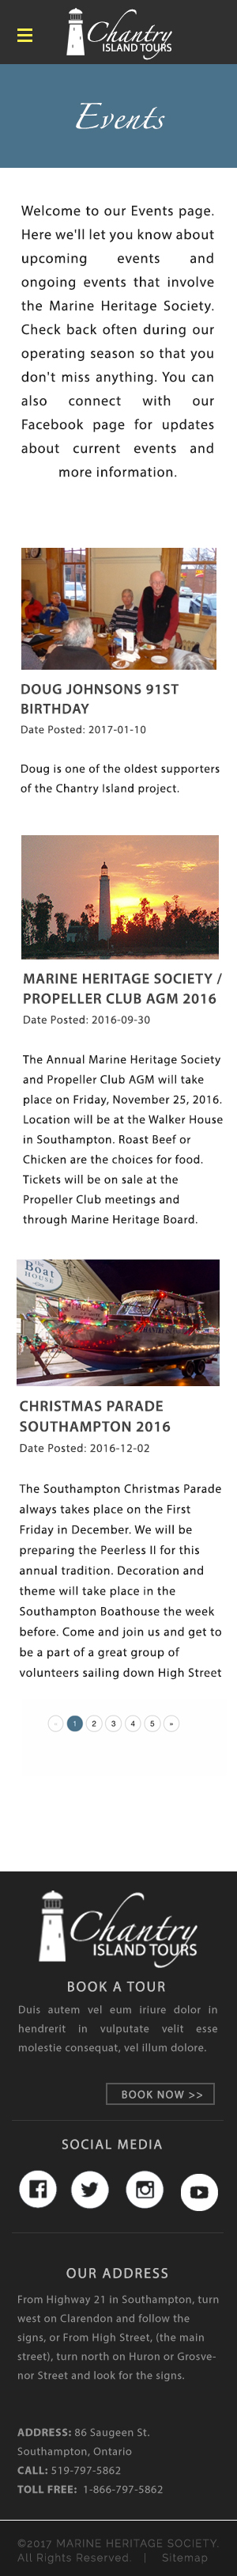 Chantry
ISLAND TOURS
Events
Welcome to our Events page.
Here we'll let you know about
upcoming events and
ongoing events that involve
the Marine Heritage Society.
Check back often during our
operating season so that you
don't miss anything. You can
also connect with our
Facebook page for updates
about current events and
more information.
DOUG JOHNSONS 91ST
BIRTHDAY
Date Posted: 2017-01-10
Doug is one of the oldest supporters
of the Chantry Island project.
MARINE HERITAGE SOCIETY /
PROPELLER CLUB AGM 2016
Date Posted: 2016-09-30
The Annual Marine Heritage Society
and Propeller Club AGM will take
place on Friday, November 25, 2016.
Location will be at the Walker House
in Southampton. Roast Beef or
Chicken are the choices for food.
Tickets will be on sale at the
Propeller Club meetings and
through Marine Heritage Board.
The
Boat
HOUSE
CHRISTMAS PARADE
SOUTHAMPTON 2016
Date Posted: 2016-12-02
The Southampton Christmas Parade
always takes place on the First
Friday in December. We will be
preparing the Peerless II for this
annual tradition. Decoration and
theme will take place in the
Southampton Boathouse the week
before. Come and join us and get to
be a part of a great group of
volunteers sailing down High Street
« 1 2 3 4 5 »
Chantry
ISLAND TOURS
BOOK A TOUR
Duis autem vel eum iriure dolor in
hendrerit in vulputate velit esse
molestie consequat, vel illum dolore.
BOOK NOW >>
SOCIAL MEDIA
OUR ADDRESS
From Highway 21 in Southampton, turn
west on Clarendon and follow the
signs, or From High Street, (the main
street), turn north on Huron or Grosve-
nor Street and look for the signs.
ADDRESS: 86 Saugeen St.
Southampton, Ontario
CALL: 519-797-5862
TOLL FREE: 1-866-797-5862
©2017 MARINE HERITAGE SOCIETY.
All Rights Reserved. | Sitemap